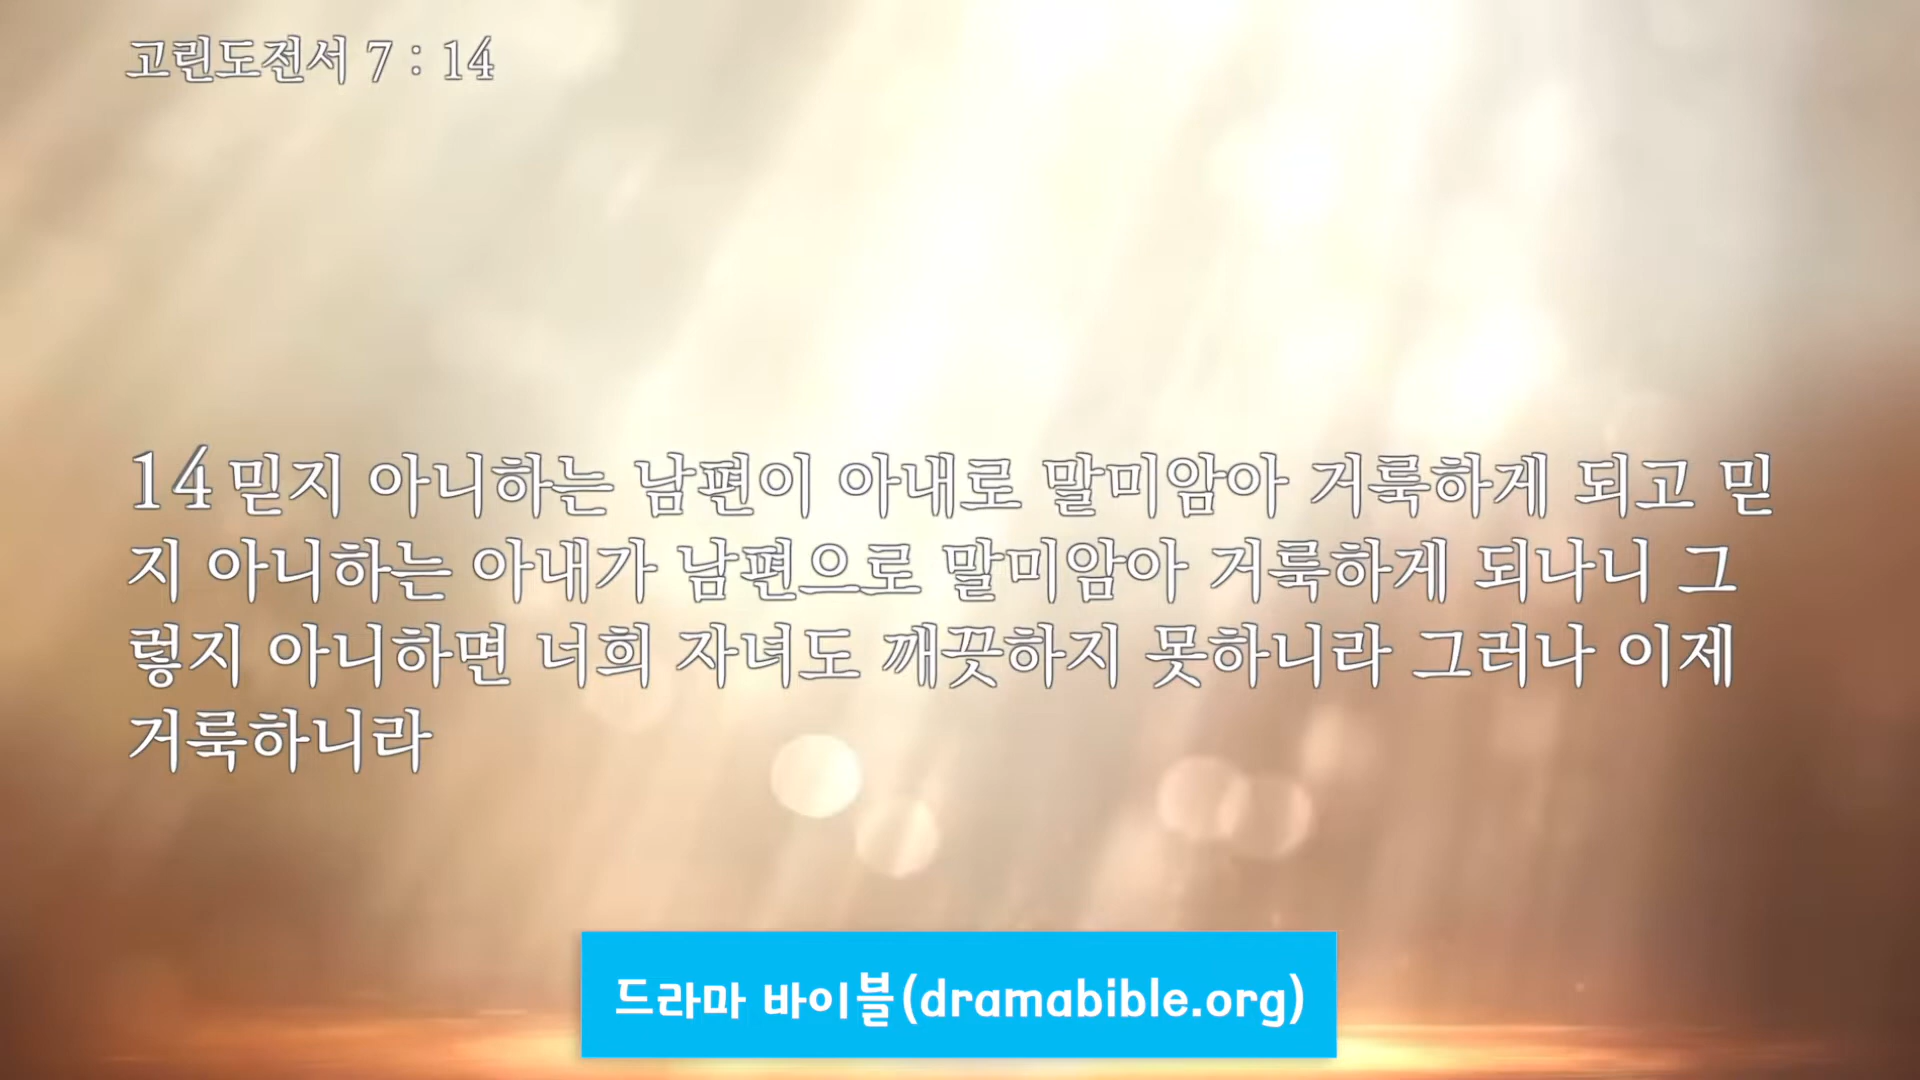 고린도전서 7 : 14
14 믿지 아니하는 남편이 아내로 말미암아 거룩하게 되고 믿
지 아니하는 아내가 남편으로 말미암아 거룩하게 되나니 그
렇지 아니하면 너희 자녀도 깨끗하지 못하니라 그러나 이제
거룩하니라
드라마 바이블(dramabible.org)